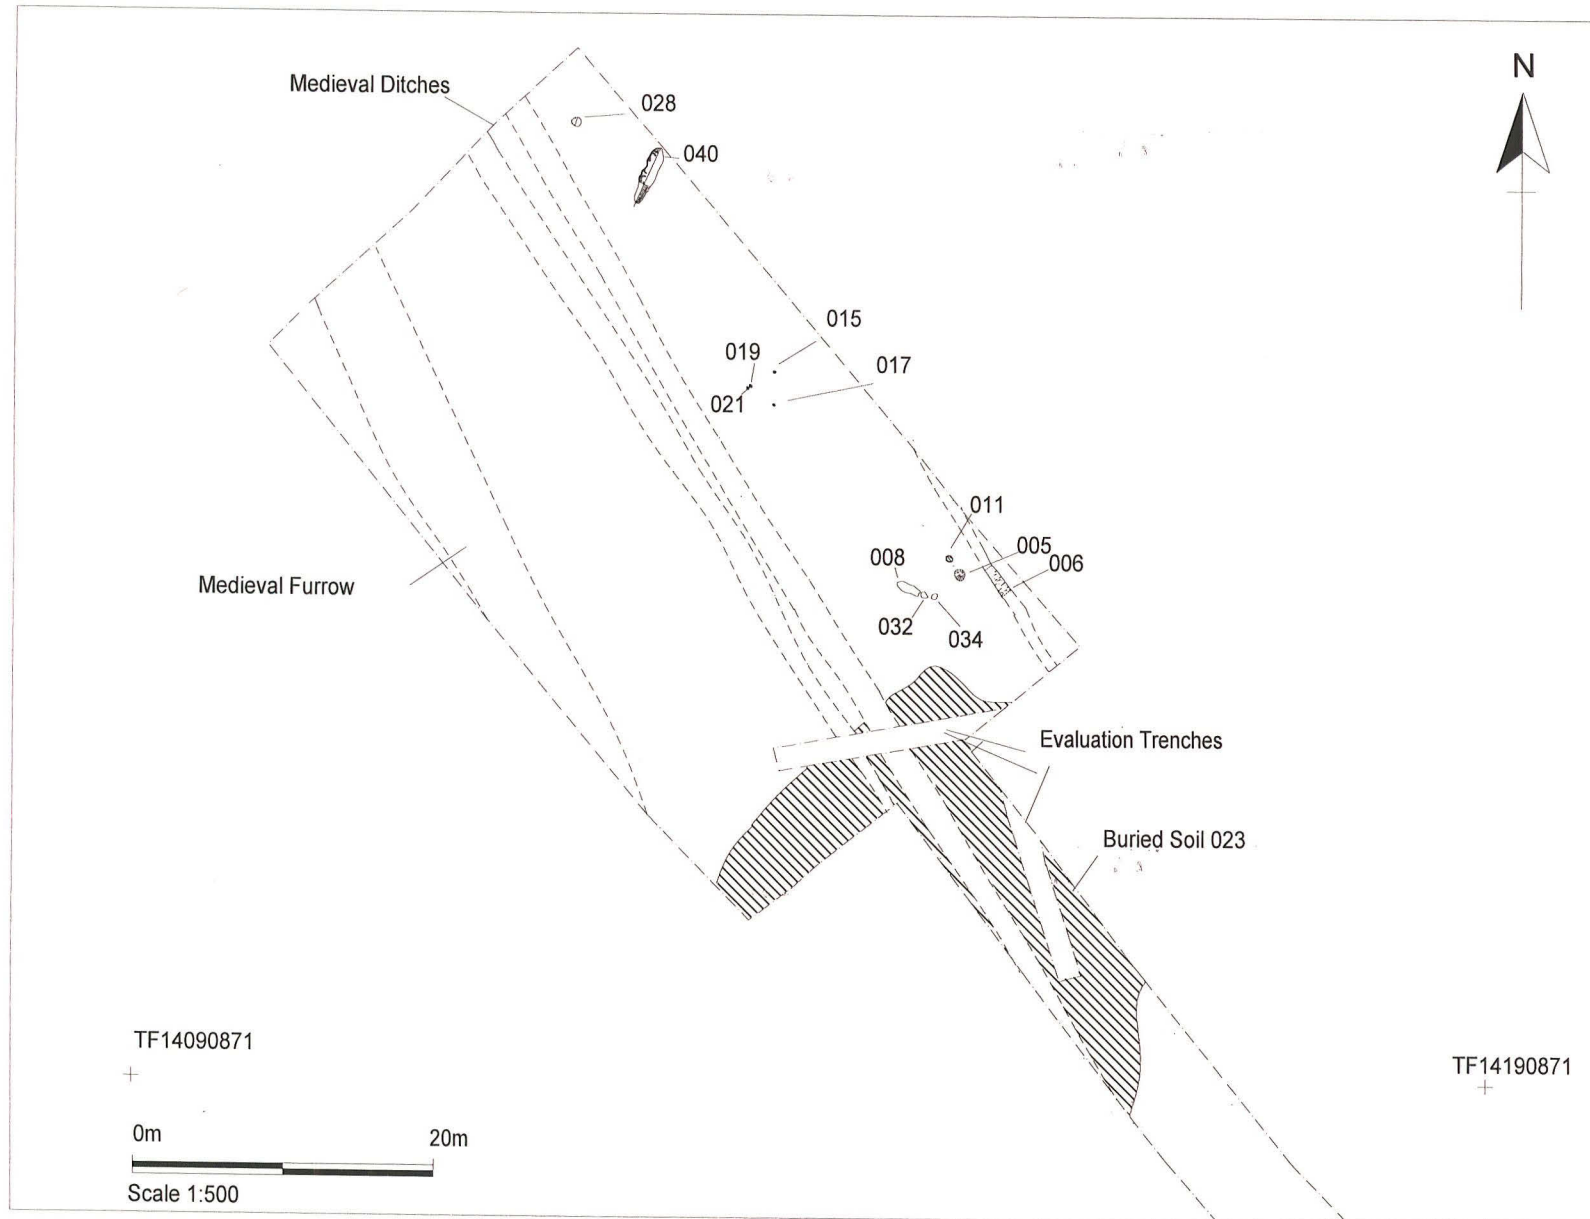 N
Medieval Ditches
028
040
015
019
017
021
011
005
008
006
032
034
Medieval Furrow
Evaluation Trenches
Buried Soil 023
TF14090871
TF14190871
0m 20m
Scale 1:500